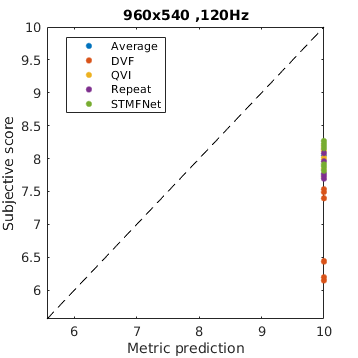 960x540 ,120Hz
Average
DVF
QVI
Repeat
STMFNet
Subjective score
10
9.5
9
8.5
8
7.5
7
6.5
6
6 7 8 9 10
Metric prediction